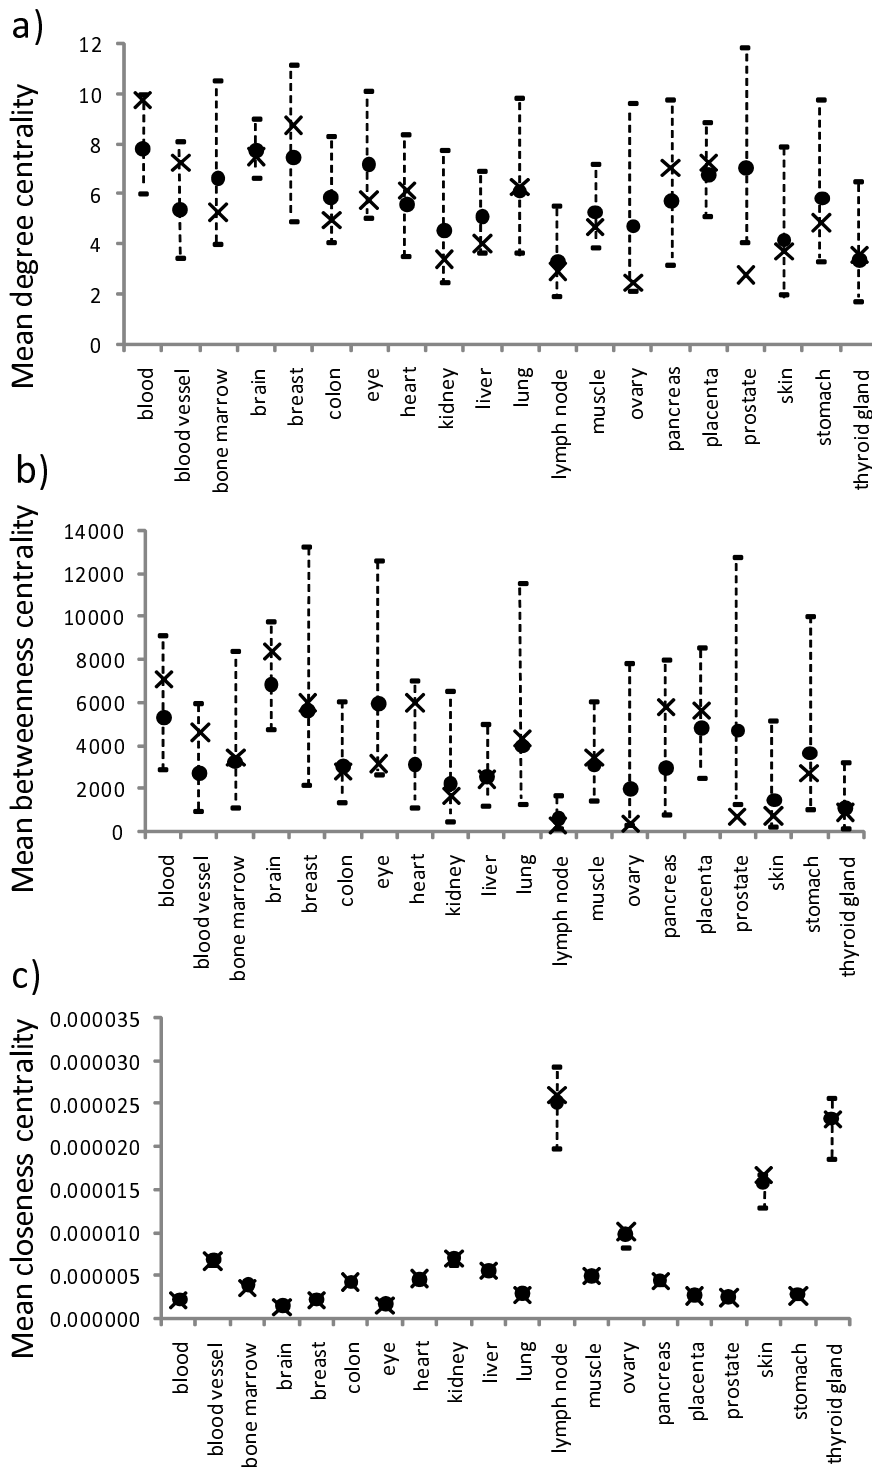 a)
Mean degree centrality
12
10
8
6
4
2
0
blood
blood vessel
bone marrow
brain
breast
colon
eye
heart
kidney
liver
lung
lymph node
muscle
ovary
pancreas
placenta
prostate
skin
stomach
thyroid gland
b)
Mean betweenness centrality
14000
12000
10000
8000
6000
4000
2000
0
blood
blood vessel
bone marrow
brain
breast
colon
eye
heart
kidney
liver
lung
lymph node
muscle
ovary
pancreas
placenta
prostate
skin
stomach
thyroid gland
c)
Mean closeness centrality
0.000035
0.000030
0.000025
0.000020
0.000015
0.000010
0.000005
0.000000
blood
blood vessel
bone marrow
brain
breast
colon
eye
heart
kidney
liver
lung
lymph node
muscle
ovary
pancreas
placenta
prostate
skin
stomach
thyroid gland